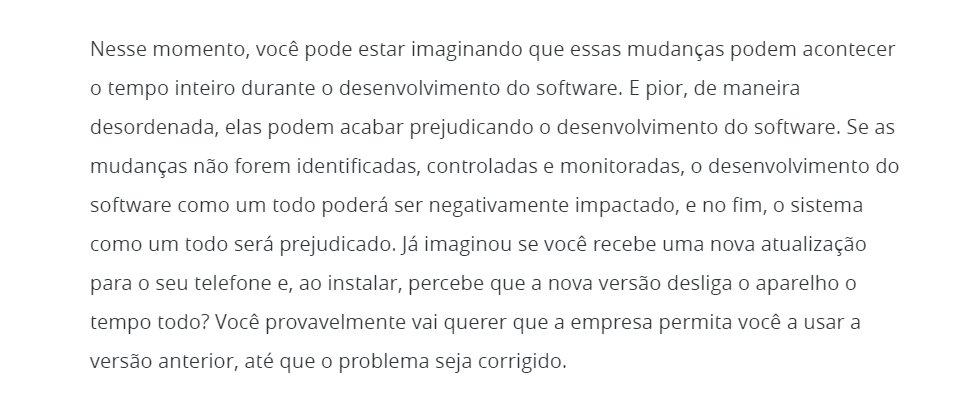 Nesse momento, você pode estar imaginando que essas mudanças podem acontecer
o tempo inteiro durante o desenvolvimento do software. E pior, de maneira
desordenada, elas podem acabar prejudicando o desenvolvimento do software. Se as
mudanças não forem identificadas, controladas e monitoradas, o desenvolvimento do
software como um todo poderá ser negativamente impactado, e no fim, o sistema
como um todo será prejudicado. Já imaginou se você recebe uma nova atualização
para o seu telefone e, ao instalar, percebe que a nova versão desliga o aparelho o
tempo todo? Você provavelmente vai querer que a empresa permita você a usar a
versão anterior, até que o problema seja corrigido.